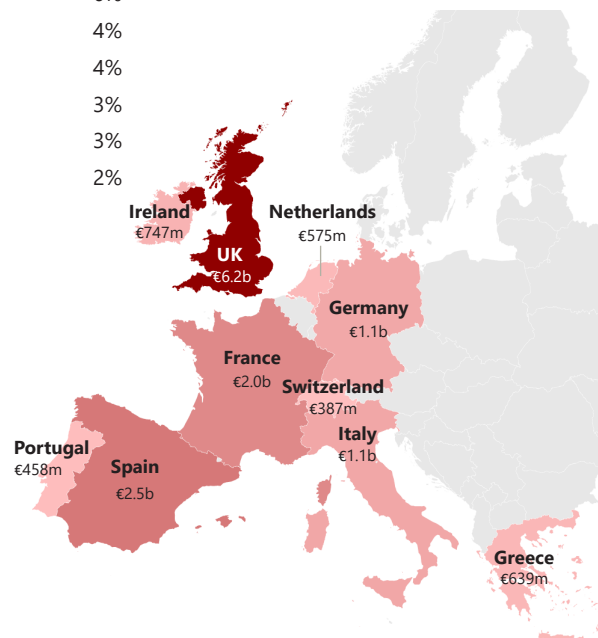 4%
4%
3%
3%
2%
Ireland
€747m
Netherlands
€575m
UK
€6.2b
Germany
€1.1b
France
€2.0b
Switzerland
€387m
Italy
€1.1b
Portugal
€458m
Spain
€2.5b
Greece
€639m